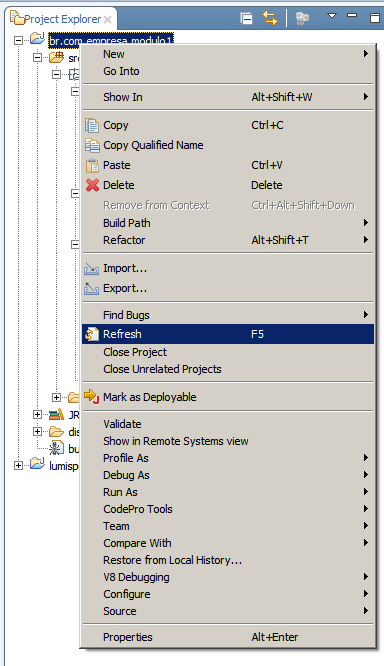 Project Explorer
br.com.empresa.modulo1
src
New
Go Into
Show In Alt+Shift+W
Copy Ctrl+C
Copy Qualified Name
Paste Ctrl+V
Delete Delete
Remove from Context Ctrl+Alt+Shift+Down
Build Path
Refactor Alt+Shift+T
Import...
Export...
Find Bugs
Refresh F5
Close Project
Close Unrelated Projects
Mark as Deployable
JR
dis
bu
lumisp
Validate
Show in Remote Systems view
Profile As
Debug As
Run As
CodePro Tools
Team
Compare With
Restore from Local History...
V8 Debugging
Configure
Source
Properties Alt+Enter